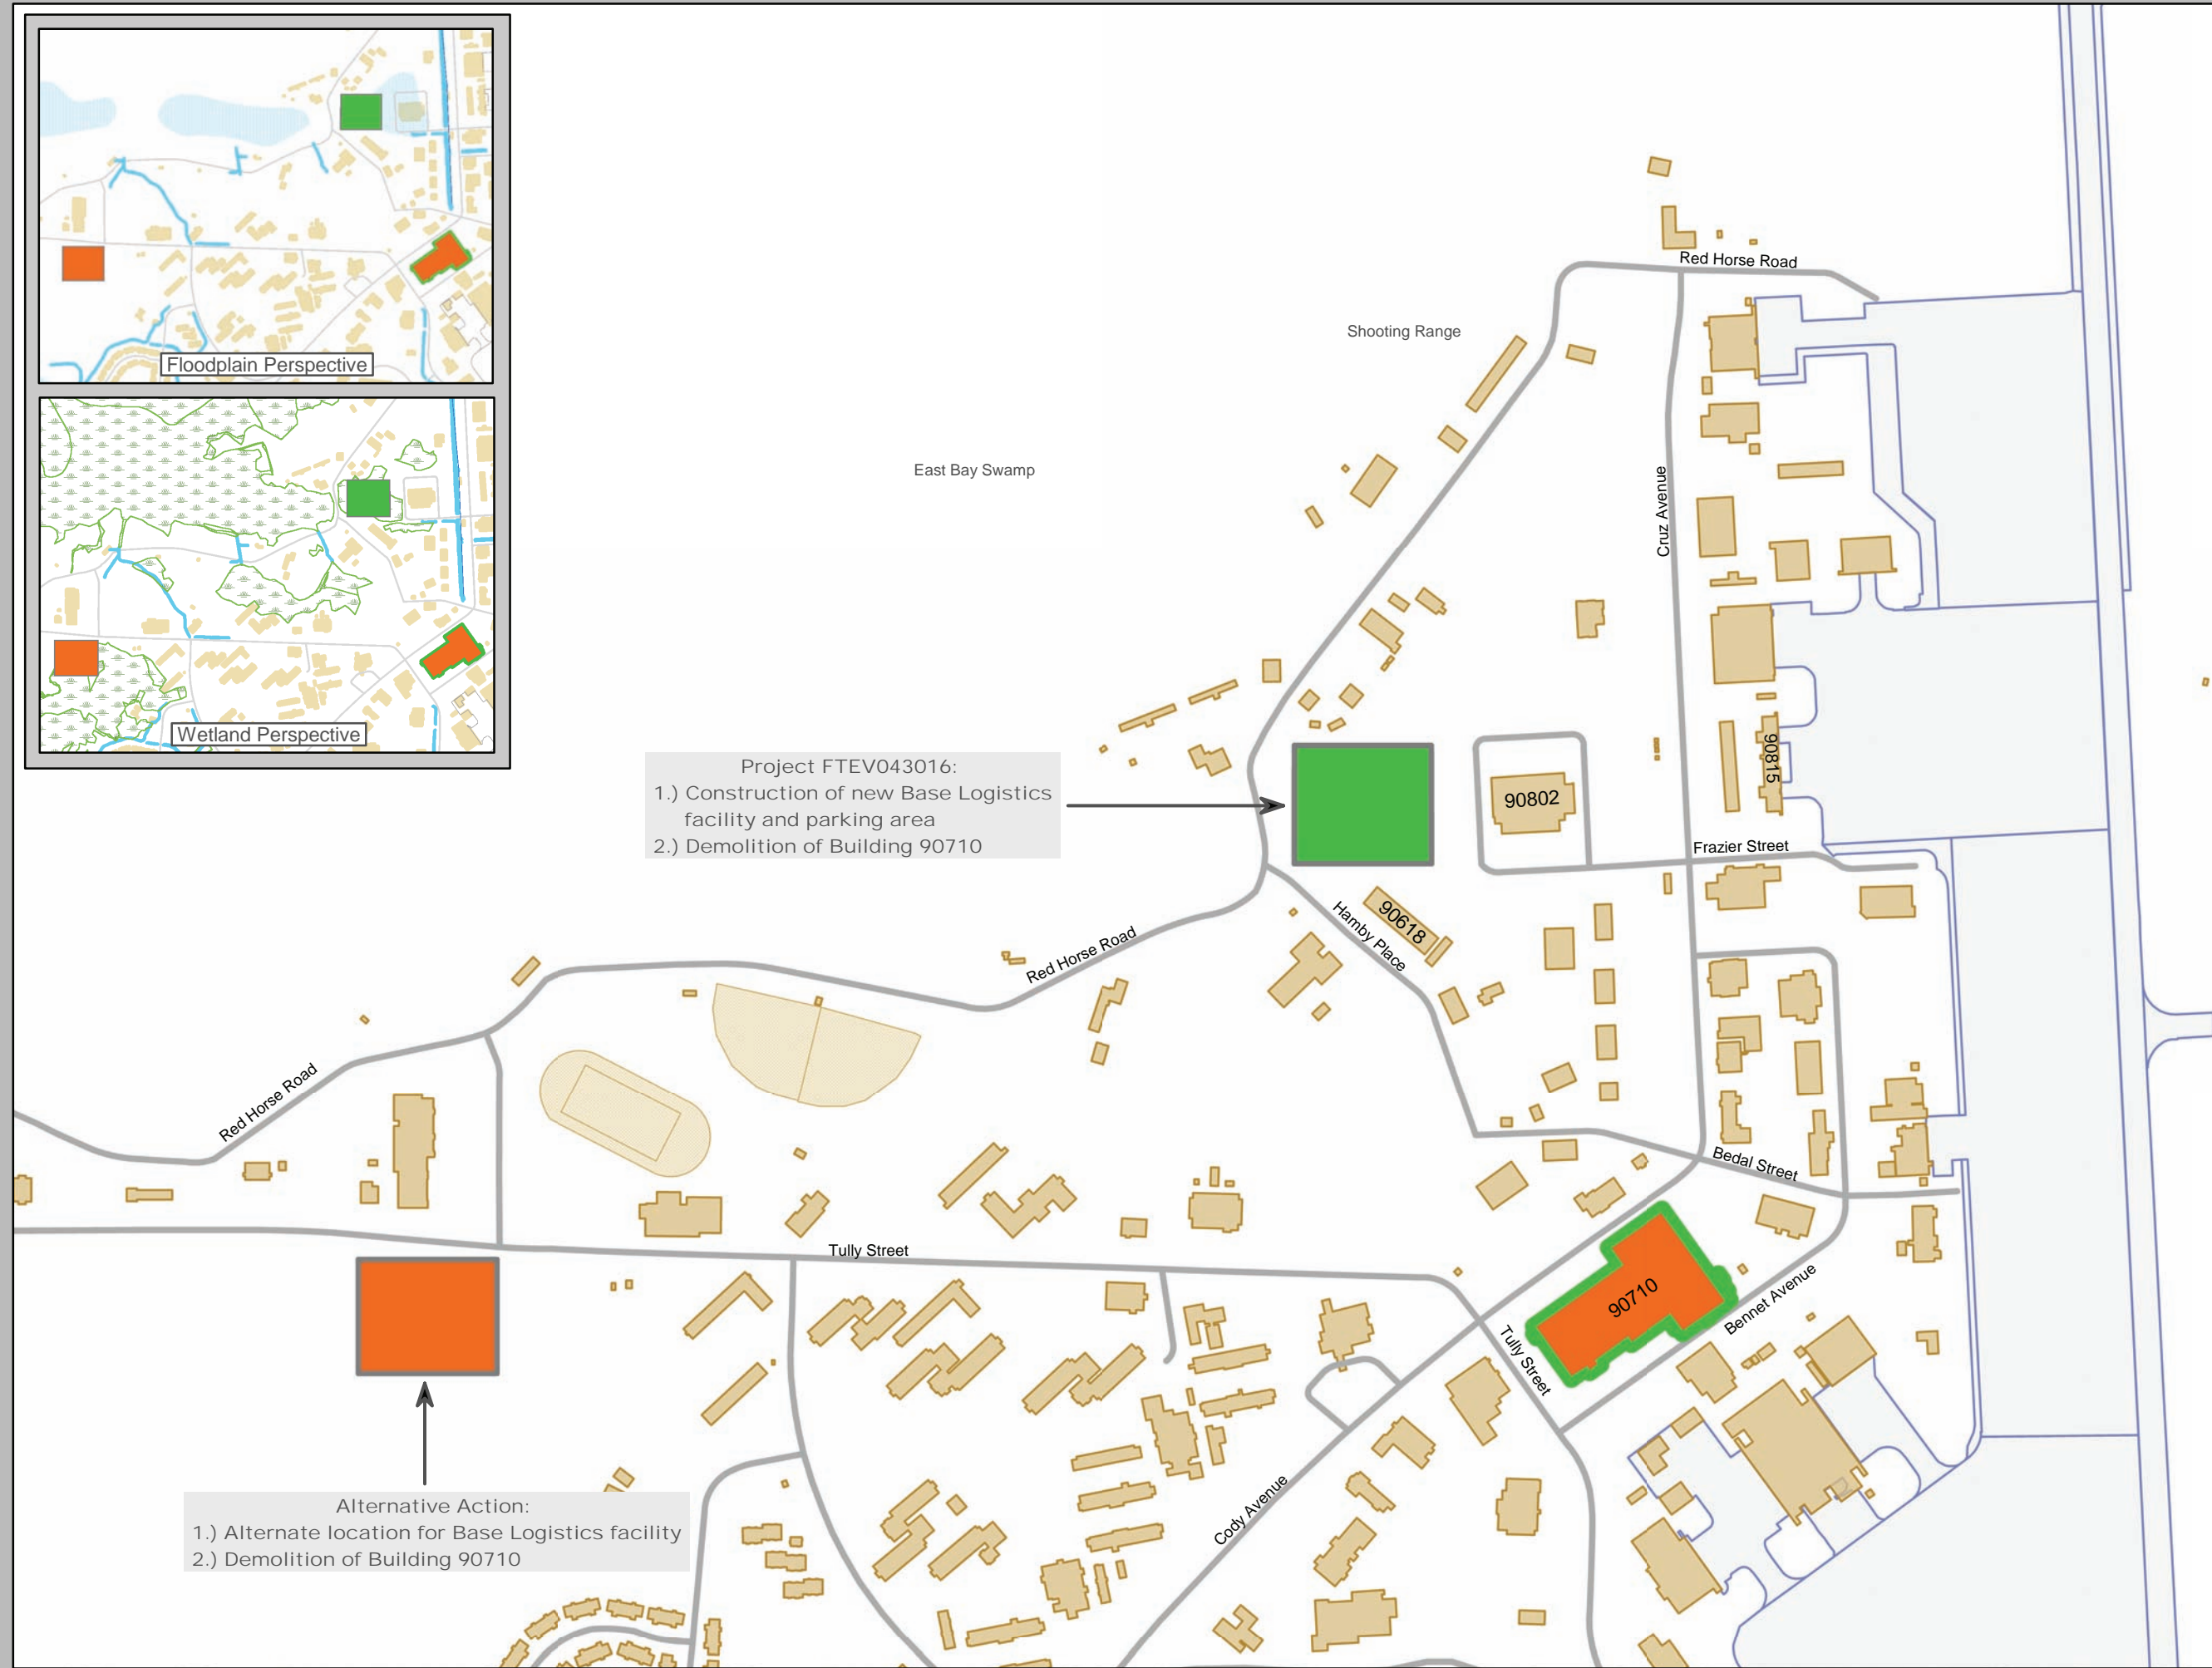 Floodplain Perspective
Wetland Perspective
Red Horse Road
Shooting Range
East Bay Swamp
Cruz Avenue
90815
Project FTEV043016:
1.) Construction of new Base Logistics
facility and parking area
2.) Demolition of Building 90710
90802
Frazier Street
90618
Hamby Place
Red Horse Road
Red Horse Road
Bedal Street
Tully Street
90710
Bennet Avenue
Tully Street
Cody Avenue
Alternative Action:
1.) Alternate location for Base Logistics facility
2.) Demolition of Building 90710